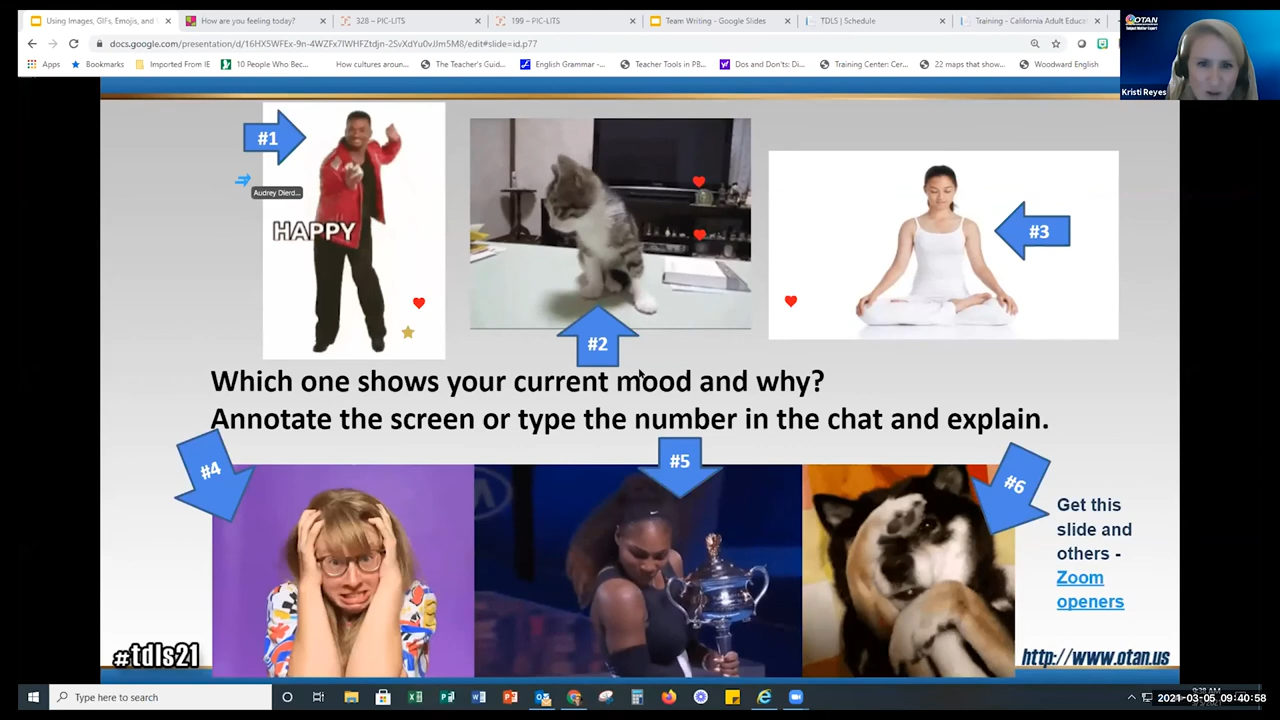 Using Images, GIFs, Emojis, and
How are you feeling today?
328 – PIC-LITS
199 – PIC-LITS
Team Writing - Google Slides
TDLS | Schedule
Training - California Adult Educa
docs.google.com/presentation/d/16HX5WFEx-9n-4WZFx7lWHFZtdjn-2SvXdYu0vJJm5M8/edit#slide=id.p77
Apps
Bookmarks
Imported From IE
10 People Who Bec...
How cultures aroun...
The Teacher's Guid...
English Grammar -...
Teacher Tools in PB...
Dos and Don'ts: Di...
Training Center: Cer...
22 maps that show...
Woodward English
OTAN
Subject Matter Expert
Kristi Reyes
#1
Audrey Dierd...
HAPPY
#2
#3
Which one shows your current mood and why?
Annotate the screen or type the number in the chat and explain.
#4
#5
#6
Get this
slide and
others -
Zoom
openers
#tdls21
http://www.otan.us
Type here to search
2021-03-05 09:40:58